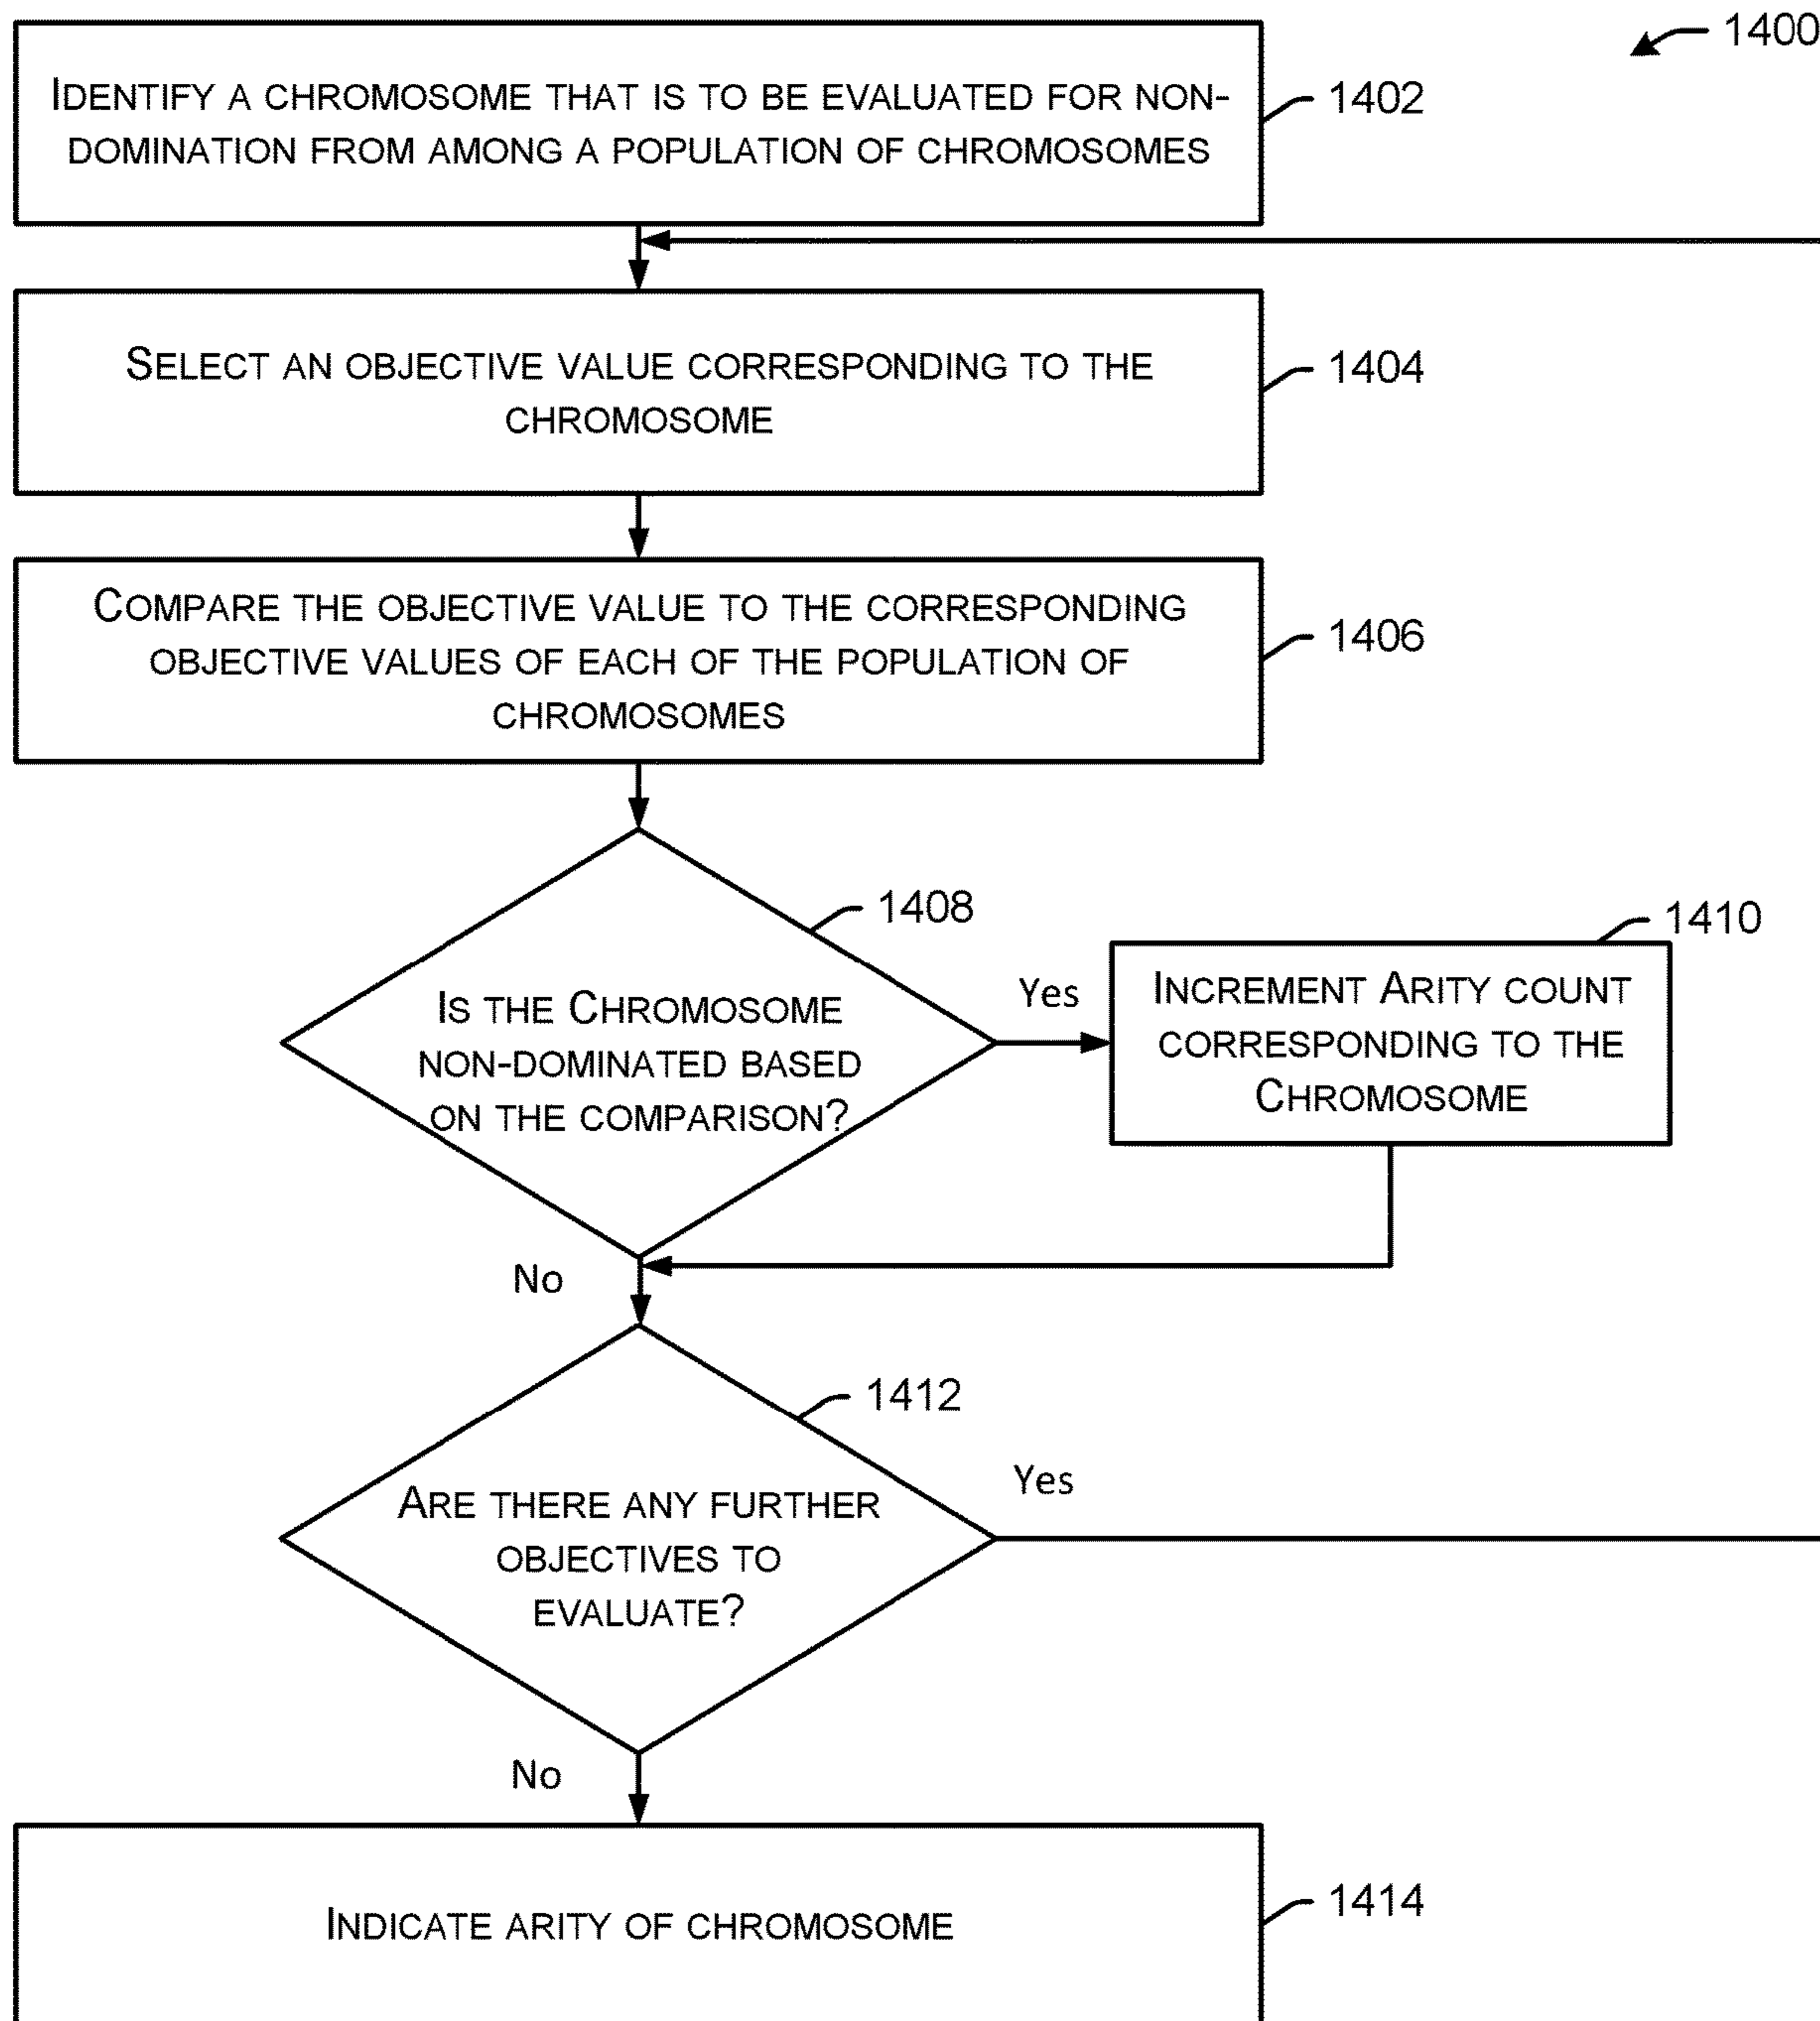 1400
IDENTIFY A CHROMOSOME THAT IS TO BE EVALUATED FOR NON-
DOMINATION FROM AMONG A POPULATION OF CHROMOSOMES
1402
SELECT AN OBJECTIVE VALUE CORRESPONDING TO THE
CHROMOSOME
1404
COMPARE THE OBJECTIVE VALUE TO THE CORRESPONDING
OBJECTIVE VALUES OF EACH OF THE POPULATION OF
CHROMOSOMES
1406
1408
IS THE CHROMOSOME
NON-DOMINATED BASED
ON THE COMPARISON?
Yes
1410
INCREMENT ARITY COUNT
CORRESPONDING TO THE
CHROMOSOME
No
1412
ARE THERE ANY FURTHER
OBJECTIVES TO
EVALUATE?
Yes
No
INDICATE ARITY OF CHROMOSOME
1414